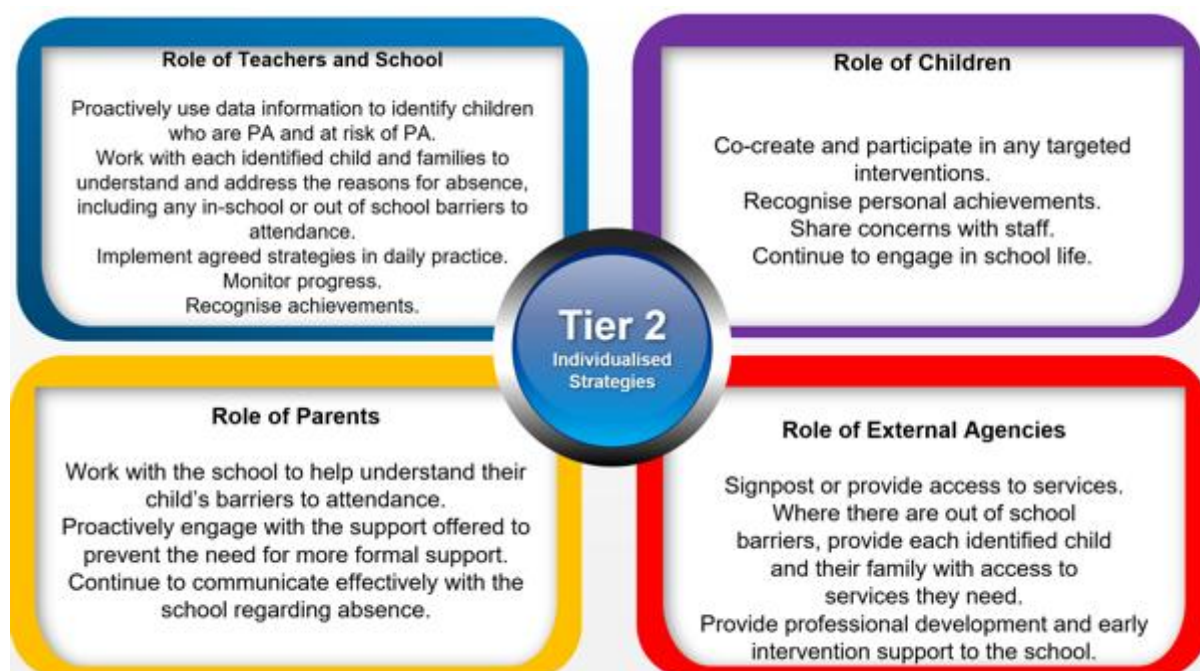 Role of Teachers and School
Proactively use data information to identify children
who are PA and at risk of PA.
Work with each identified child and families to
understand and address the reasons for absence,
including any in-school or out of school barriers to
attendance.
Implement agreed strategies in daily practice.
Monitor progress.
Recognise achievements.
Role of Children
Co-create and participate in any targeted
interventions.
Recognise personal achievements.
Share concerns with staff.
Continue to engage in school life.
Tier 2
Individualised
Strategies
Role of Parents
Work with the school to help understand their
child's barriers to attendance.
Proactively engage with the support offered to
prevent the need for more formal support.
Continue to communicate effectively with the
school regarding absence.
Role of External Agencies
Signpost or provide access to services.
Where there are out of school
barriers, provide each identified child
and their family with access to
services they need.
Provide professional development and early
intervention support to the school.